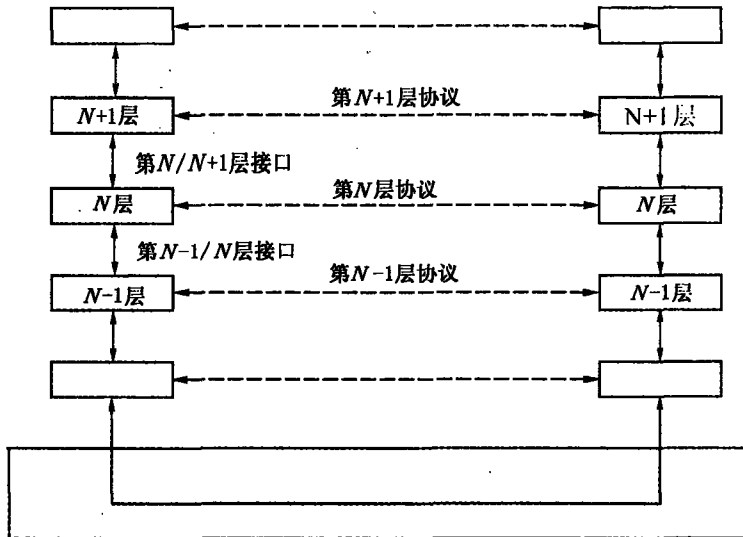 第N+1层协议
N+1层
N+1层
第N/N+1层接口
第N层协议
N层
N层
第N-1/N层接口
第N-1层协议
N-1层
N-1层